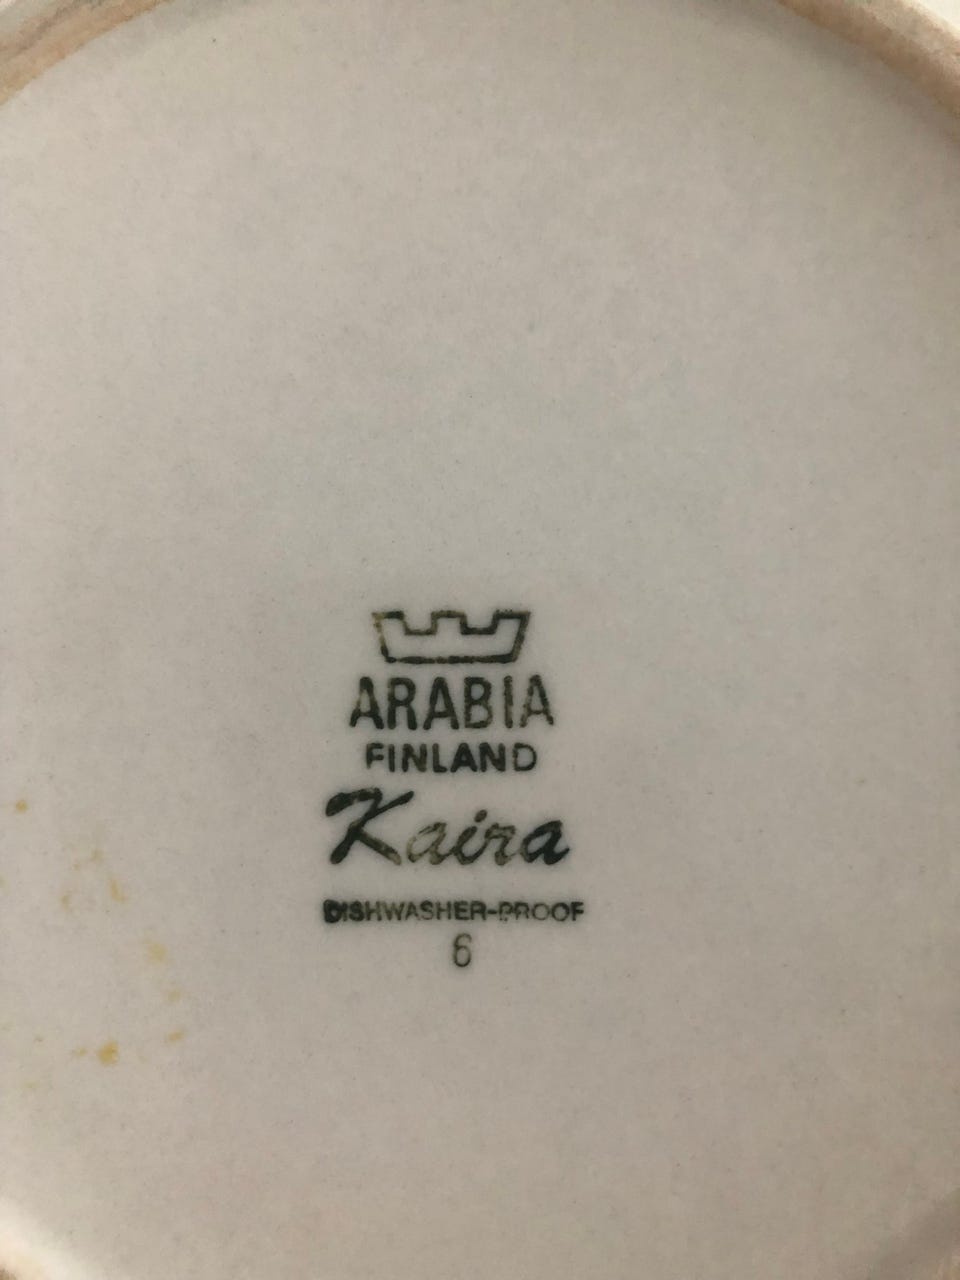 ARABIA
FINLAND
Kaira
DISHWASHER-PROOF
6